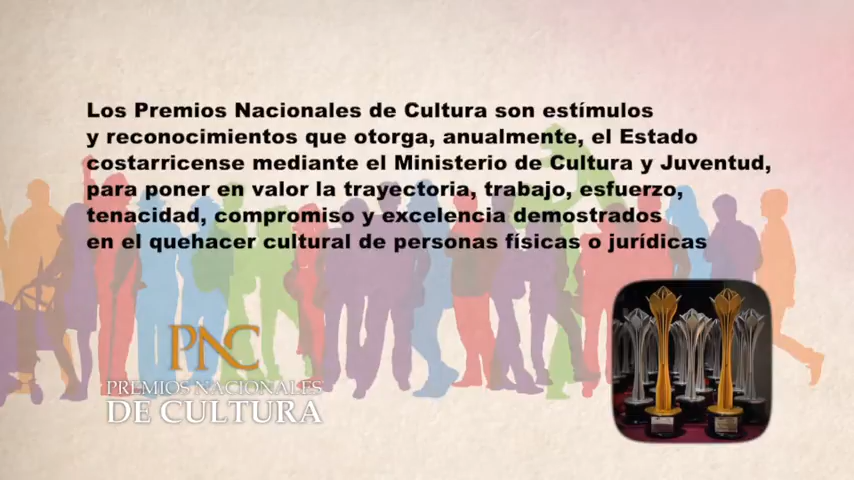 Los Premios Nacionales de Cultura son estímulos
y reconocimientos que otorga, anualmente, el Estado
costarricense mediante el Ministerio de Cultura y Juventud,
para poner en valor la trayectoria, trabajo, esfuerzo,
tenacidad, compromiso y excelencia demostrados
en el quehacer cultural de personas físicas o jurídicas
PNC
PREMIOS NACIONALES
DE CULTURA